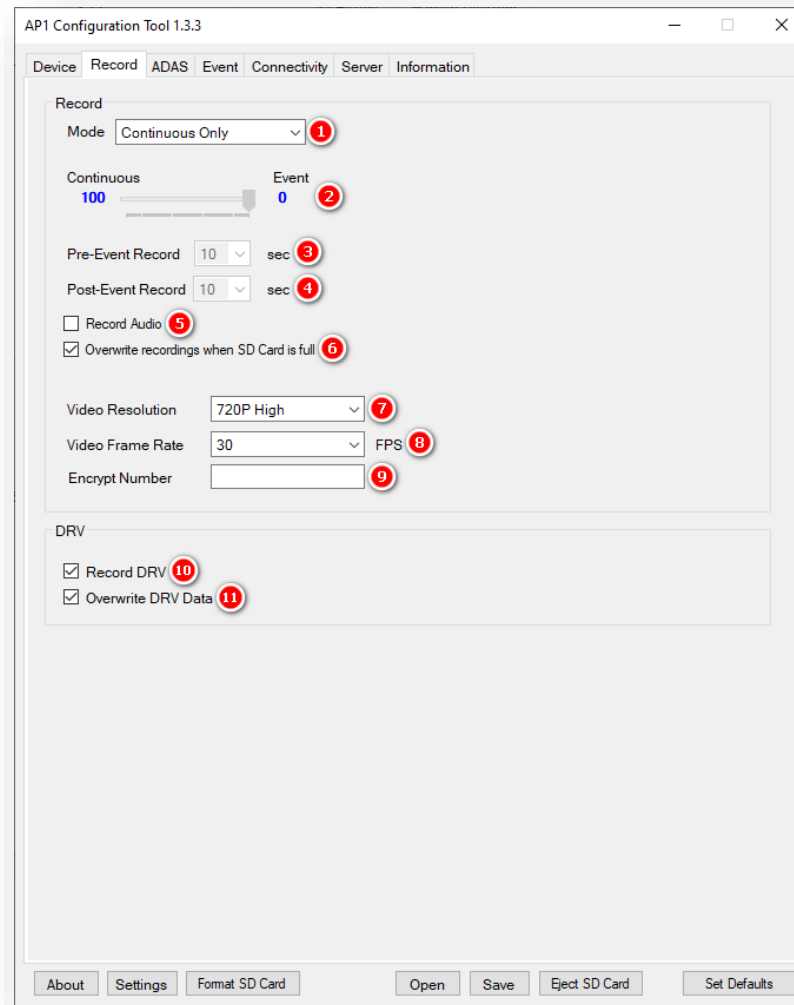 AP1 Configuration Tool 1.3.3
Device Record ADAS Event Connectivity Server Information
Record
Mode Continuous Only 1
Continuous Event
100 0 2
Pre-Event Record 10 sec 3
Post-Event Record 10 sec 4
Record Audio 5
Overwrite recordings when SD Card is full 6
Video Resolution 720P High 7
Video Frame Rate 30 FPS 8
Encrypt Number 9
DRV
Record DRV 10
Overwrite DRV Data 11
About Settings Format SD Card Open Save Eject SD Card Set Defaults